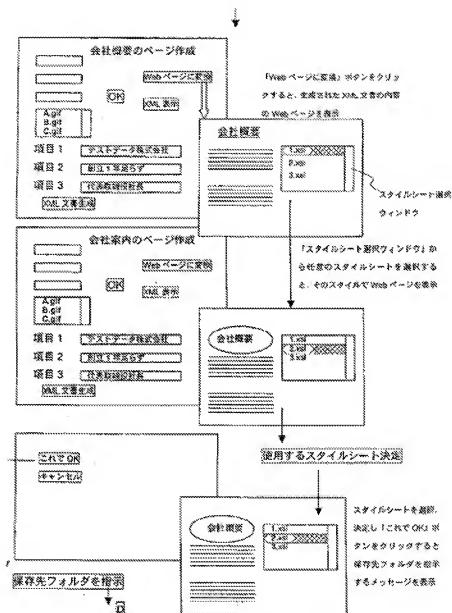 会社概要のページ作成
Webページに変換
OK
XML表示
A.gif
B.gif
C.gif
項目1 テストデータ株式会社
項目2 創立1年足らず
項目3 代表取締役社長
XML文書生成
「Webページに変換」ボタンをクリッ
クすると、生成されたXML文書の内容
のWebページを表示
会社概要
1.xsl
2.xsl
3.xsl
スタイルシート選択
ウィンドウ
会社案内のページ作成
Webページに変換
OK
XML表示
A.gif
B.gif
C.gif
項目1 テストデータ株式会社
項目2 創立1年足らず
項目3 代表取締役社長
XML文書生成
「スタイルシート選択ウィンドウ」か
ら任意のスタイルシートを選択する
と、そのスタイルでWebページを表示
会社概要
1.xsl
2.xsl
3.xsl
使用するスタイルシート決定
これでOK
キャンセル
会社概要
1.xsl
2.xsl
3.xsl
スタイルシートを選択、
決定し「これでOK」ボ
タンをクリックすると
保存先フォルダを指示
するメッセージを表示
保存先フォルダを指示
D